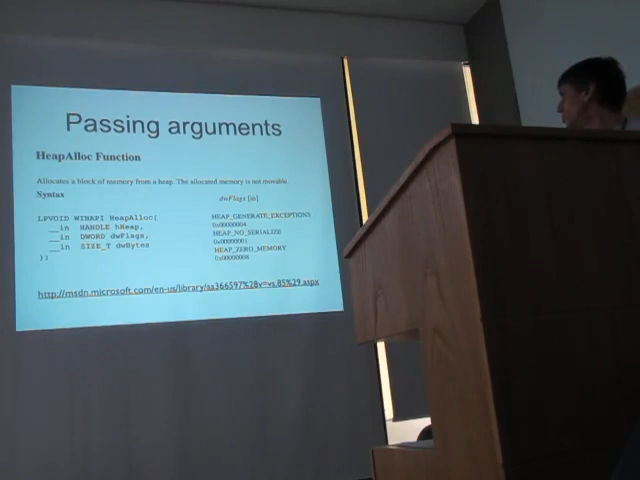 Passing arguments
HeapAlloc Function
Allocates a block of memory from a heap. The allocated memory is not movable.
Syntax
dwFlags [in]
LPVOID WINAPI HeapAlloc(
__in HANDLE hHeap,
__in DWORD dwFlags,
__in SIZE_T dwBytes
);
HEAP_GENERATE_EXCEPTIONS
0x00000004
HEAP_NO_SERIALIZE
0x00000001
HEAP_ZERO_MEMORY
0x00000008
http://msdn.microsoft.com/en-us/library/aa366597%28v=vs.85%29.aspx